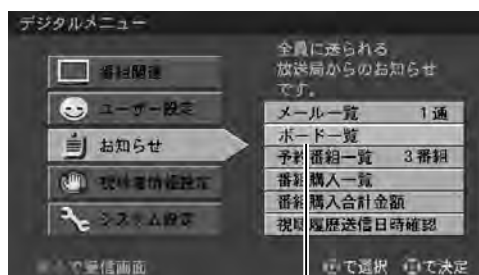 デジタルメニュー
番組関連
ユーザー設定
お知らせ
視聴者情報設定
システム設定
全員に送られる
放送局からのお知らせ
です。
メール一覧 1通
ボード一覧
予約番組一覧 3番組
番組購入一覧
番組購入合計金額
視聴履歴送信日時確認
で受信画面
で選択 で決定